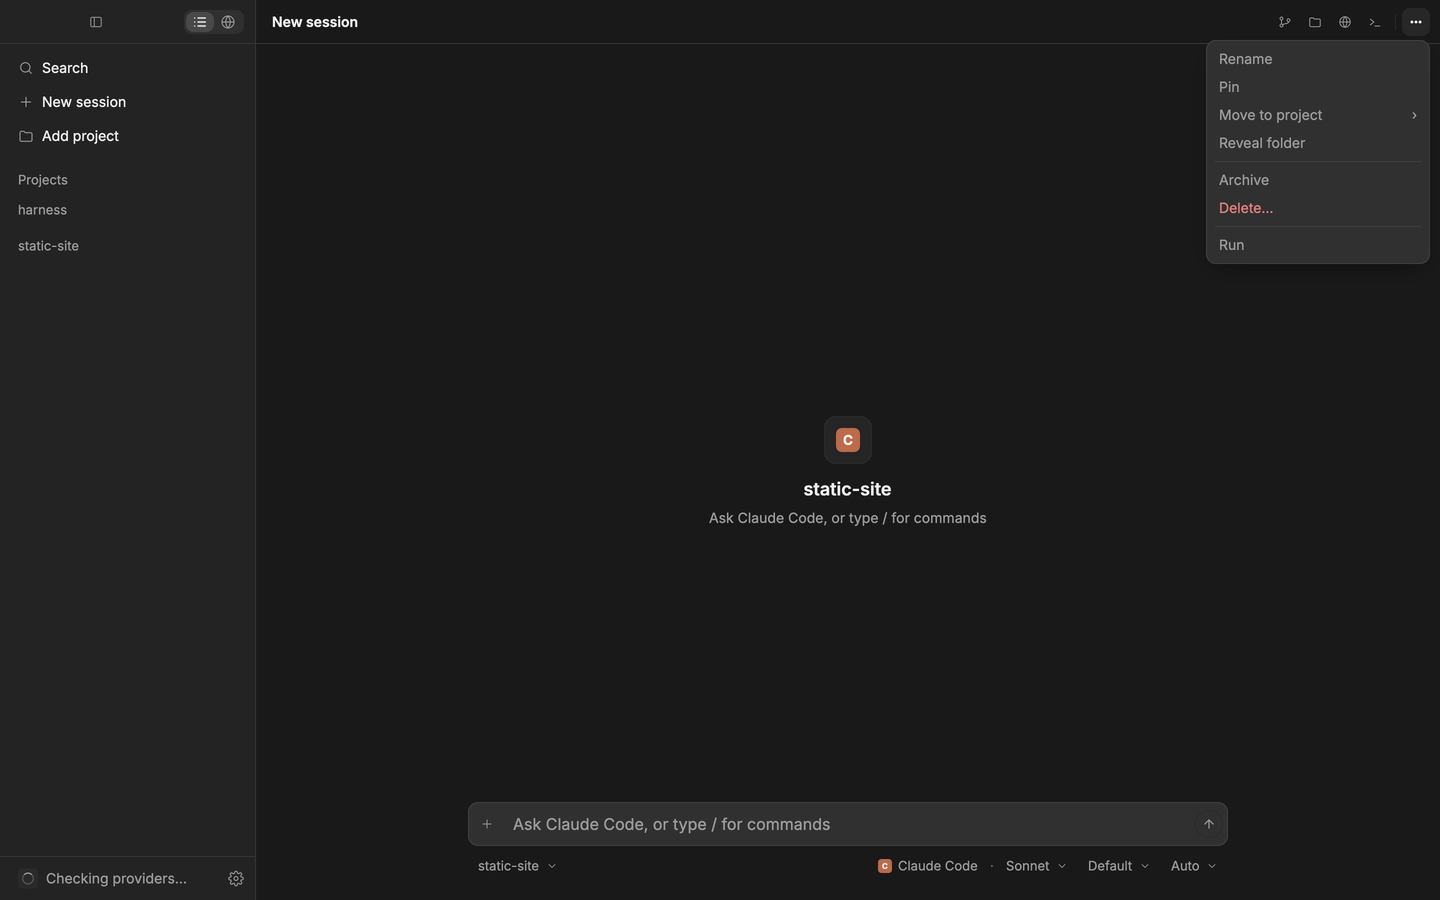 New session
Search
New session
Add project
Projects
harness
static-site
Rename
Pin
Move to project
Reveal folder
Archive
Delete...
Run
C
static-site
Ask Claude Code, or type / for commands
Ask Claude Code, or type / for commands
static-site
C Claude Code · Sonnet Default Auto
Checking providers...